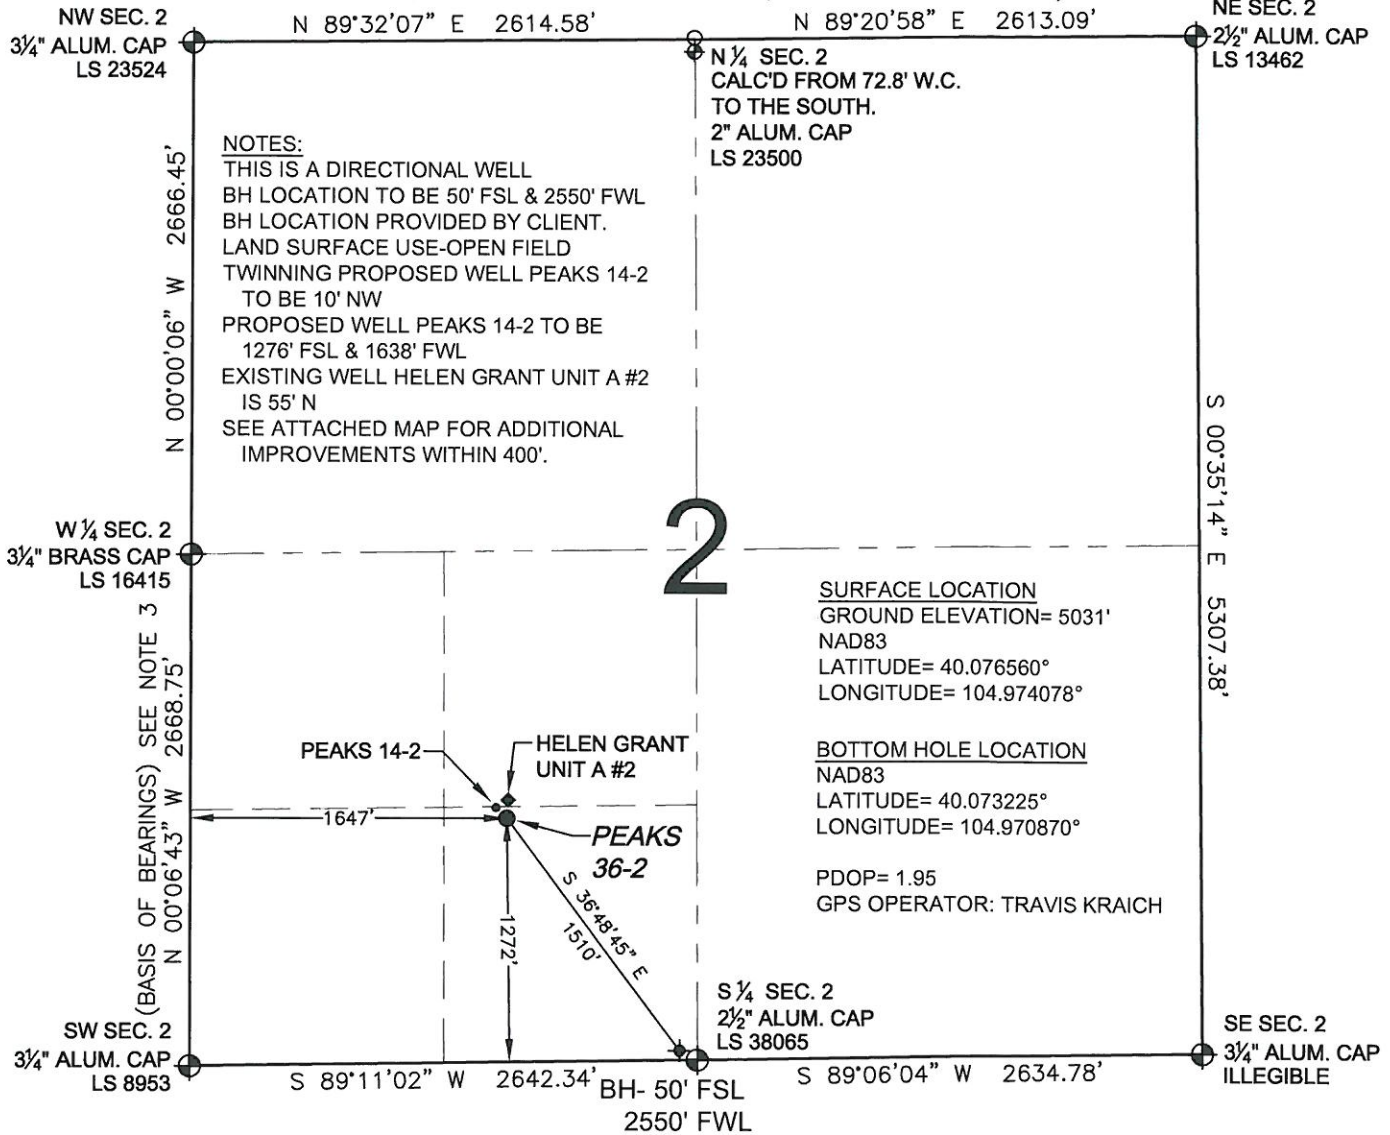 N 89°32'07" E 2614.58'
N 89°20'58" E 2613.09'
NW SEC. 2
3¼" ALUM. CAP
LS 23524
NE SEC. 2
2½" ALUM. CAP
LS 13462
N ¼ SEC. 2
CALC'D FROM 72.8' W.C.
TO THE SOUTH.
2" ALUM. CAP
LS 23500
NOTES:
THIS IS A DIRECTIONAL WELL
BH LOCATION TO BE 50' FSL & 2550' FWL
BH LOCATION PROVIDED BY CLIENT.
LAND SURFACE USE-OPEN FIELD
TWINNING PROPOSED WELL PEAKS 14-2
TO BE 10' NW
PROPOSED WELL PEAKS 14-2 TO BE
1276' FSL & 1638' FWL
EXISTING WELL HELEN GRANT UNIT A #2
IS 55' N
SEE ATTACHED MAP FOR ADDITIONAL
IMPROVEMENTS WITHIN 400'.
N 00°00'06" W 2666.45'
S 00°35'14" E 5307.38'
2
W ¼ SEC. 2
3¼" BRASS CAP
LS 16415
(BASIS OF BEARINGS) SEE NOTE 3
N 00°06'43" W 2668.75'
SURFACE LOCATION
GROUND ELEVATION= 5031'
NAD83
LATITUDE= 40.076560°
LONGITUDE= 104.974078°
BOTTOM HOLE LOCATION
NAD83
LATITUDE= 40.073225°
LONGITUDE= 104.970870°
PDOP= 1.95
GPS OPERATOR: TRAVIS KRAICH
PEAKS 14-2
HELEN GRANT
UNIT A #2
1647'
PEAKS
36-2
S 36°48'45" E
1510'
1272'
S ¼ SEC. 2
2½" ALUM. CAP
LS 38065
SW SEC. 2
3¼" ALUM. CAP
LS 8953
SE SEC. 2
3¼" ALUM. CAP
ILLEGIBLE
S 89°11'02" W 2642.34'
S 89°06'04" W 2634.78'
BH- 50' FSL
2550' FWL